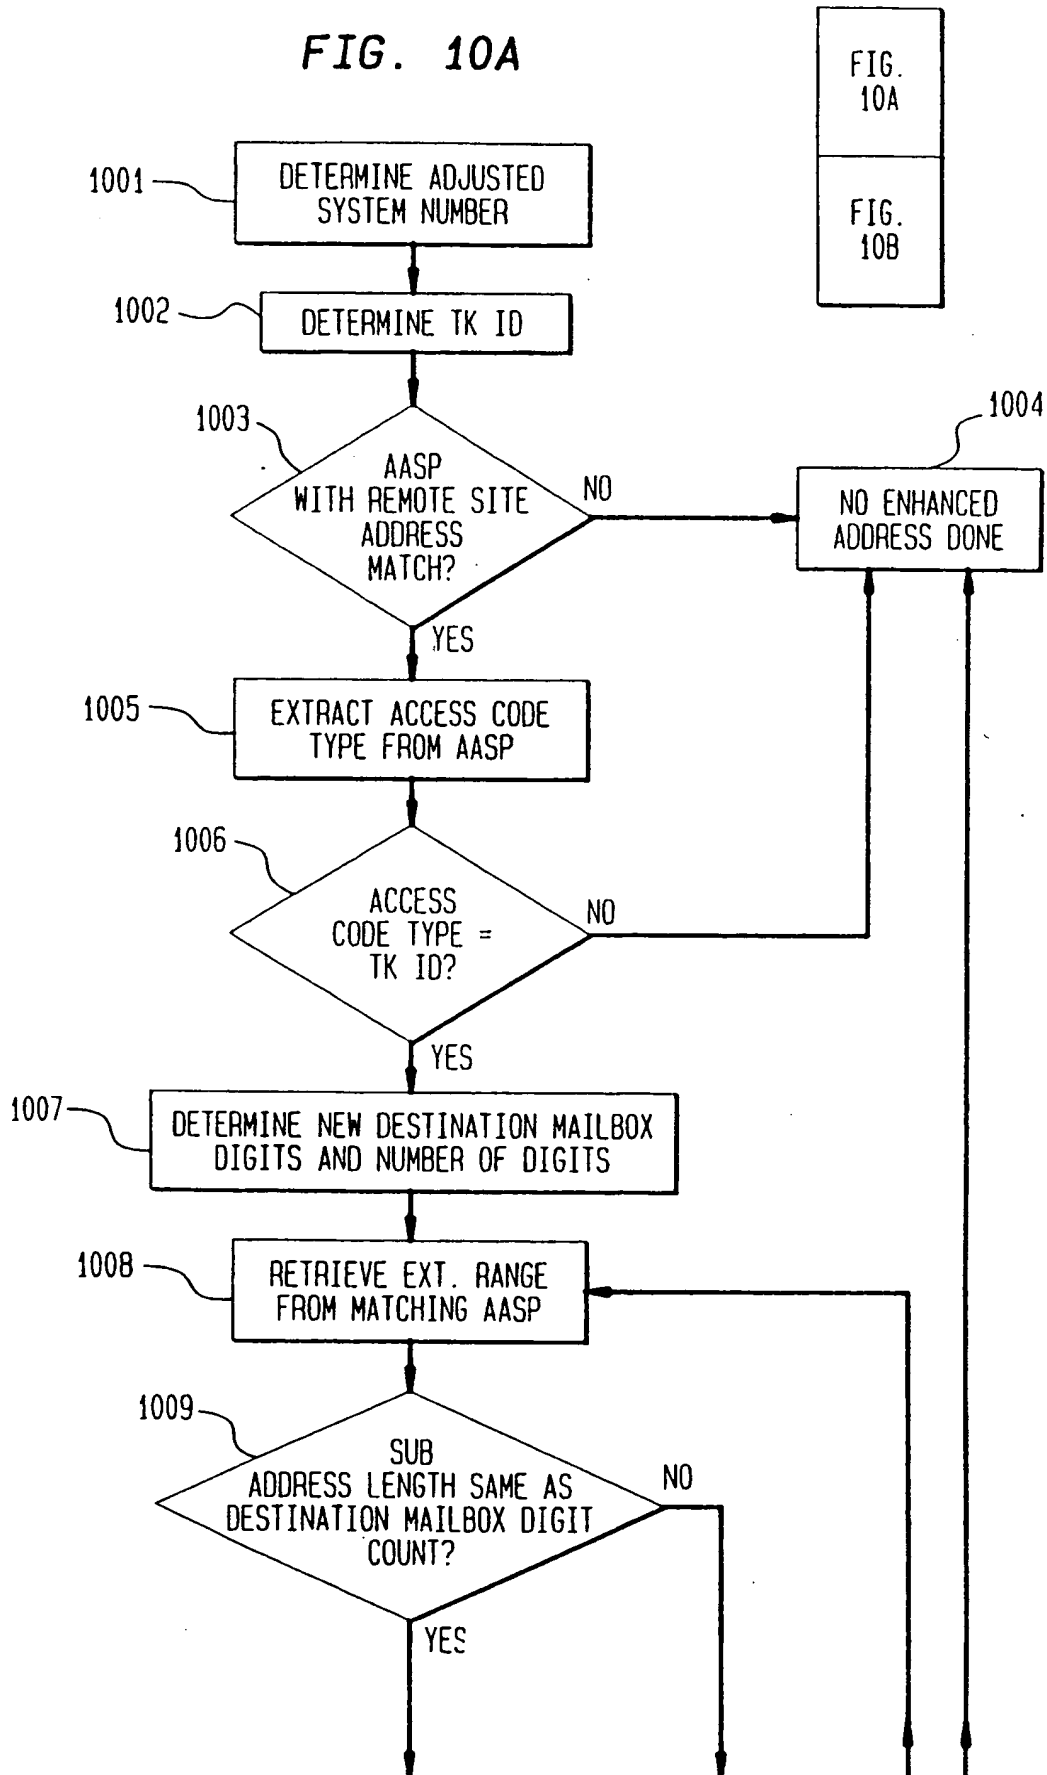 FIG. 10A
FIG.
10A
FIG.
10B
1001
DETERMINE ADJUSTED
SYSTEM NUMBER
1002
DETERMINE TK ID
1003
AASP
WITH REMOTE SITE
ADDRESS
MATCH?
NO
YES
1004
NO ENHANCED
ADDRESS DONE
1005
EXTRACT ACCESS CODE
TYPE FROM AASP
1006
ACCESS
CODE TYPE =
TK ID?
NO
YES
1007
DETERMINE NEW DESTINATION MAILBOX
DIGITS AND NUMBER OF DIGITS
1008
RETRIEVE EXT. RANGE
FROM MATCHING AASP
1009
SUB
ADDRESS LENGTH SAME AS
DESTINATION MAILBOX DIGIT
COUNT?
NO
YES